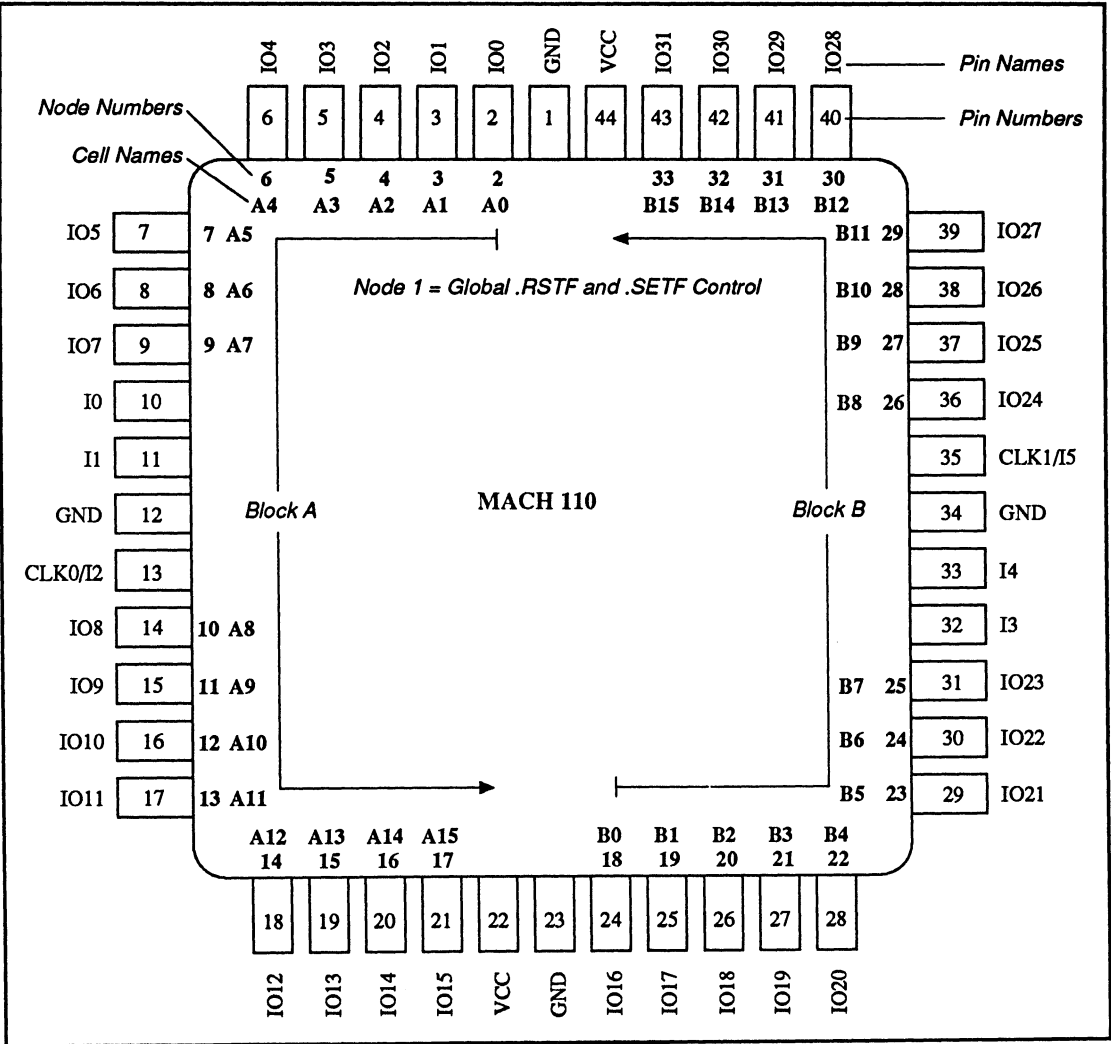 IO4 IO3 IO2 IO1 IO0 GND VCC IO31 IO30 IO29 IO28 Pin Names
Node Numbers 6 5 4 3 2 1 44 43 42 41 40 Pin Numbers
Cell Names
6 5 4 3 2 33 32 31 30
A4 A3 A2 A1 A0 B15 B14 B13 B12
IO5 7 7 A5 B11 29 39 IO27
Node 1 = Global .RSTF and .SETF Control
IO6 8 8 A6 B10 28 38 IO26
IO7 9 9 A7 B9 27 37 IO25
I0 10 B8 26 36 IO24
I1 11 35 CLK1/I5
GND 12 Block A MACH 110 Block B 34 GND
CLK0/I2 13 33 I4
IO8 14 10 A8 32 I3
IO9 15 11 A9 B7 25 31 IO23
IO10 16 12 A10 B6 24 30 IO22
IO11 17 13 A11 B5 23 29 IO21
A12 A13 A14 A15 B0 B1 B2 B3 B4
14 15 16 17 18 19 20 21 22
18 19 20 21 22 23 24 25 26 27 28
IO12 IO13 IO14 IO15 VCC GND IO16 IO17 IO18 IO19 IO20